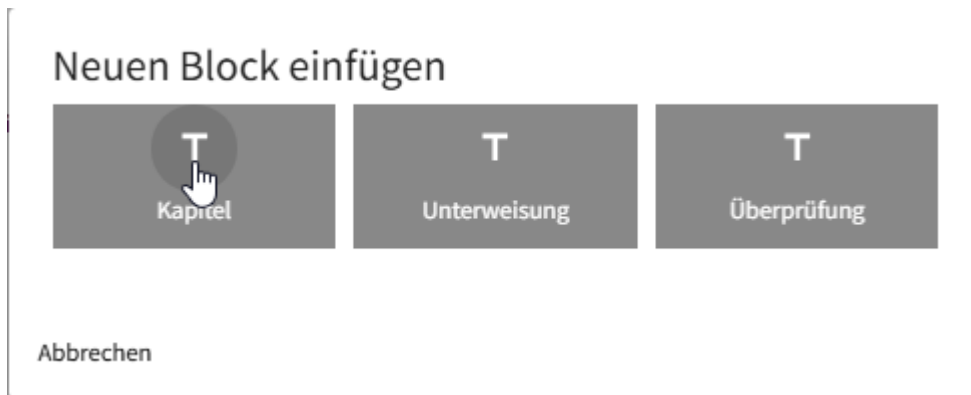 Neuen Block einfügen
T T T
Kapitel Unterweisung Überprüfung
Abbrechen